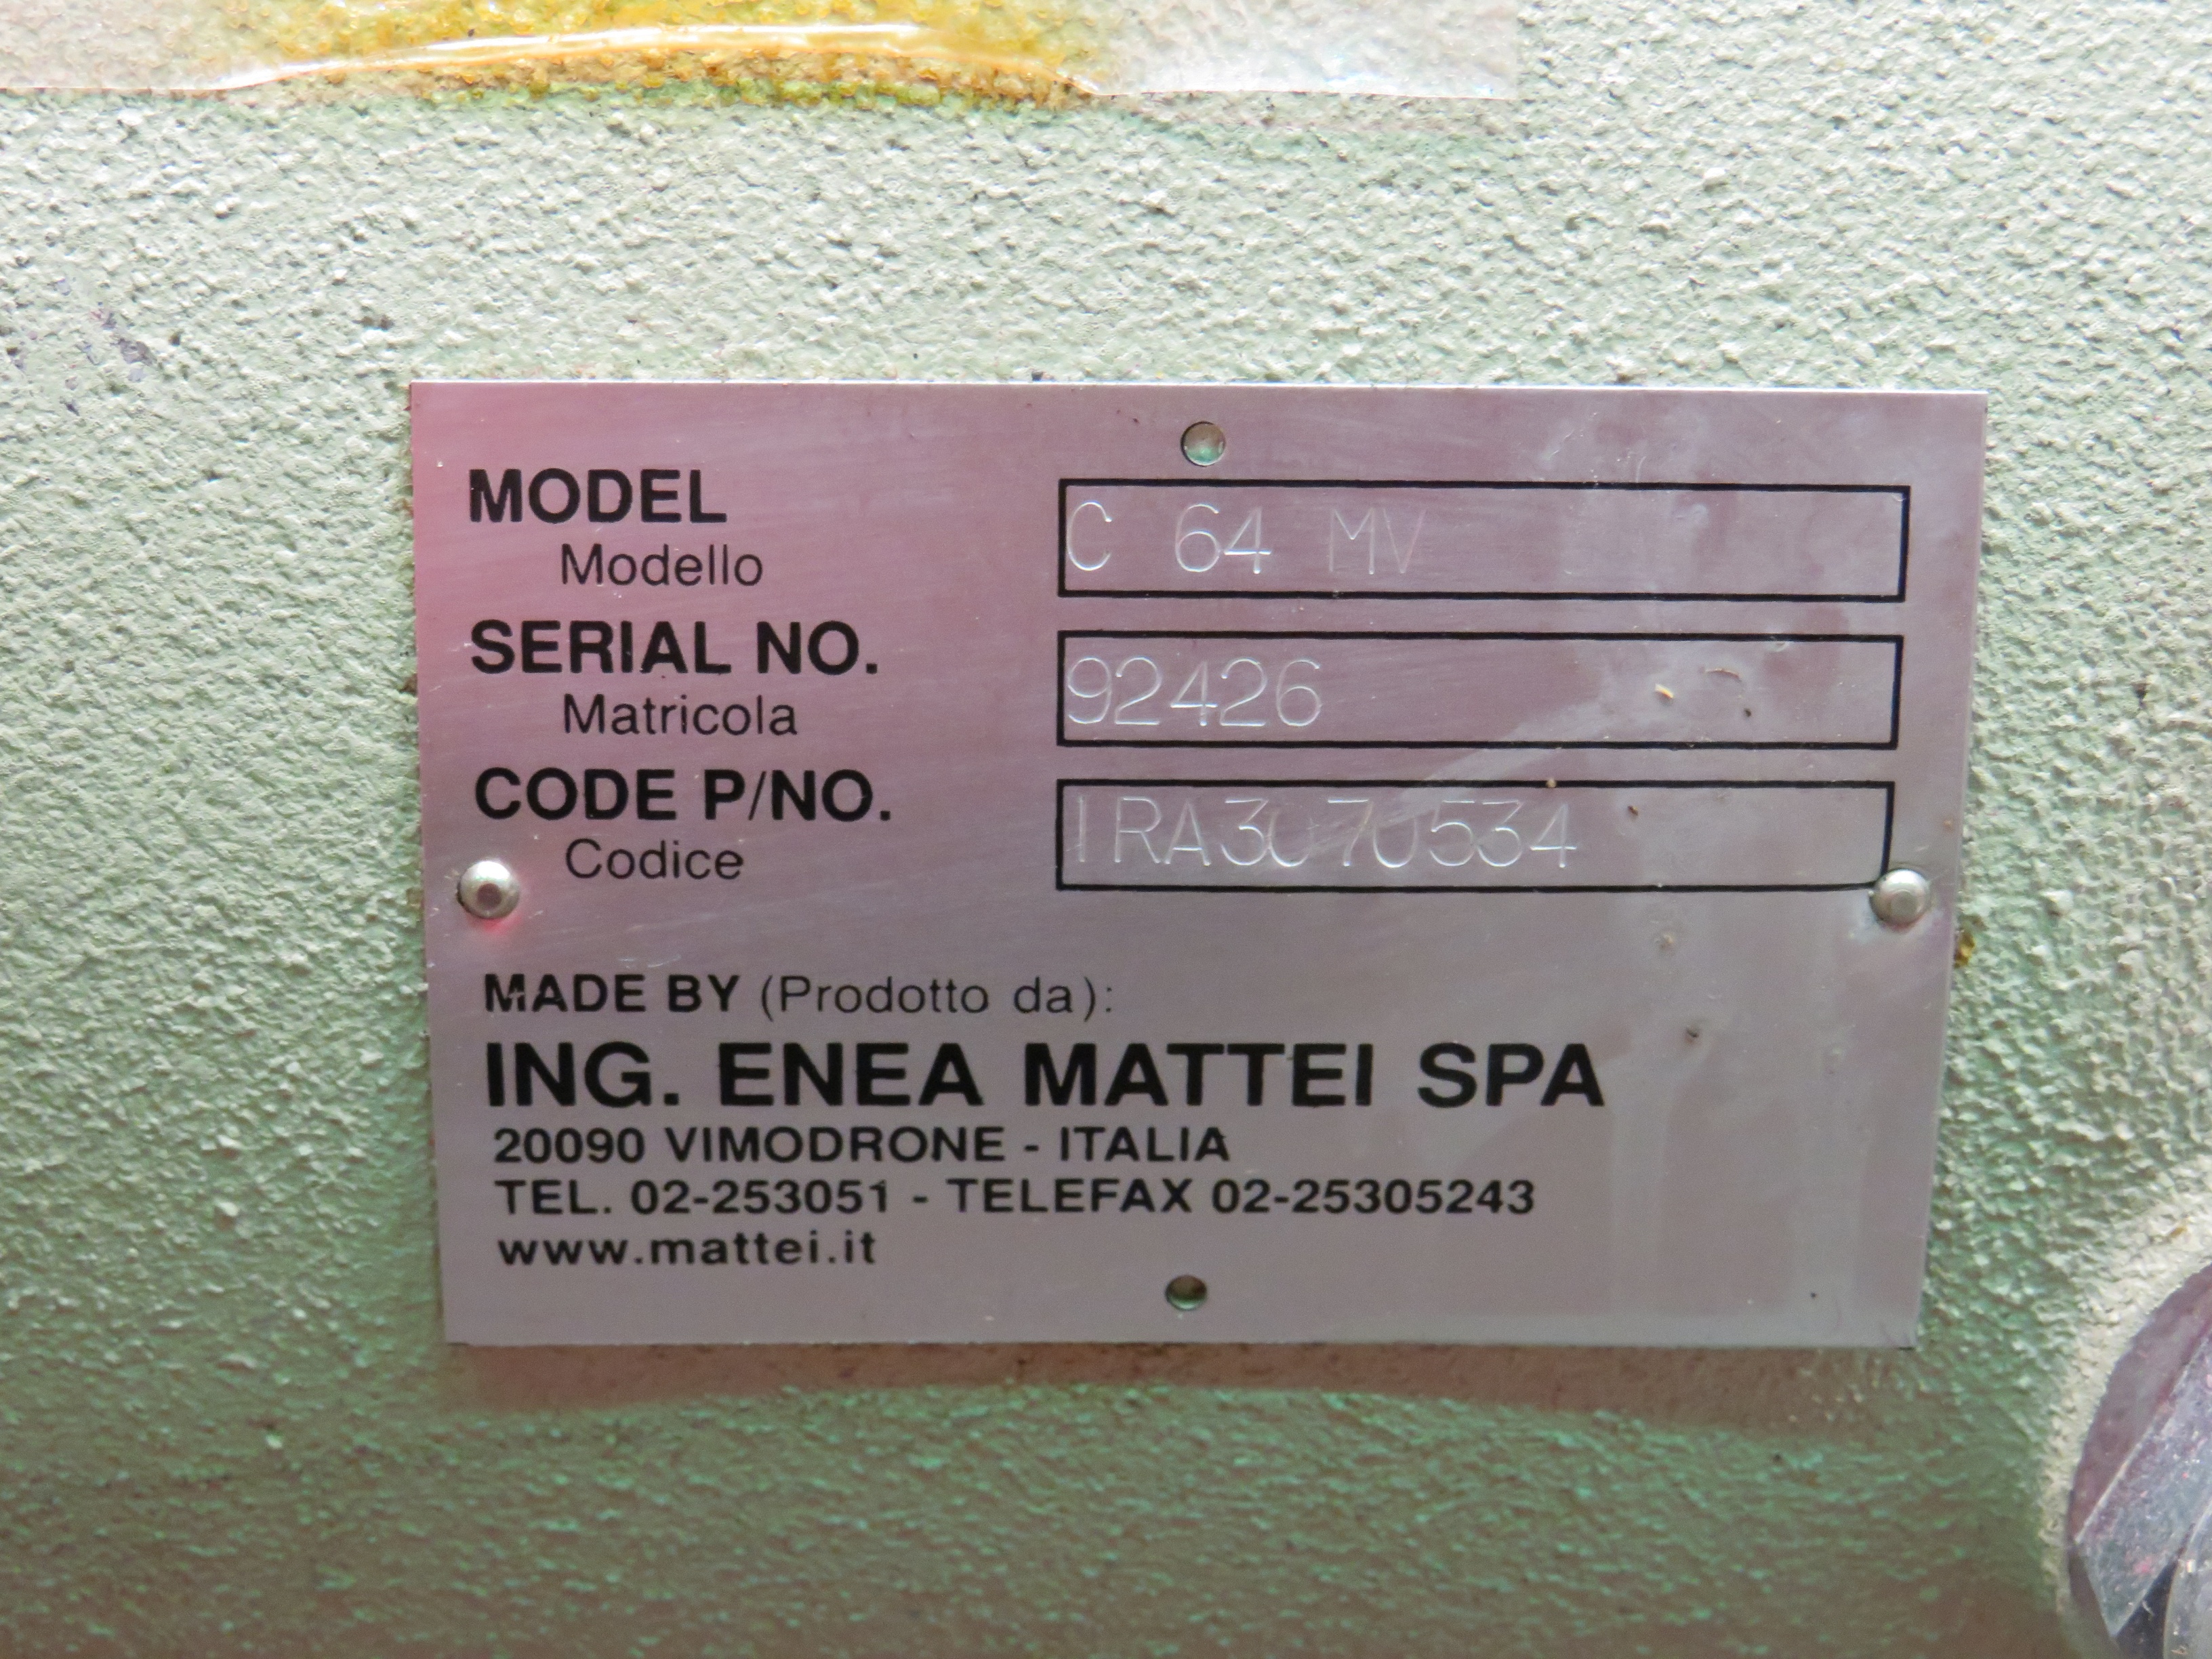 MODEL C 64 MV
Modello
SERIAL NO. 92426
Matricola
CODE P/NO. IRA3070534
Codice
MADE BY (Prodotto da):
ING. ENEA MATTEI SPA
20090 VIMODRONE - ITALIA
TEL. 02-253051 - TELEFAX 02-25305243
www.mattei.it